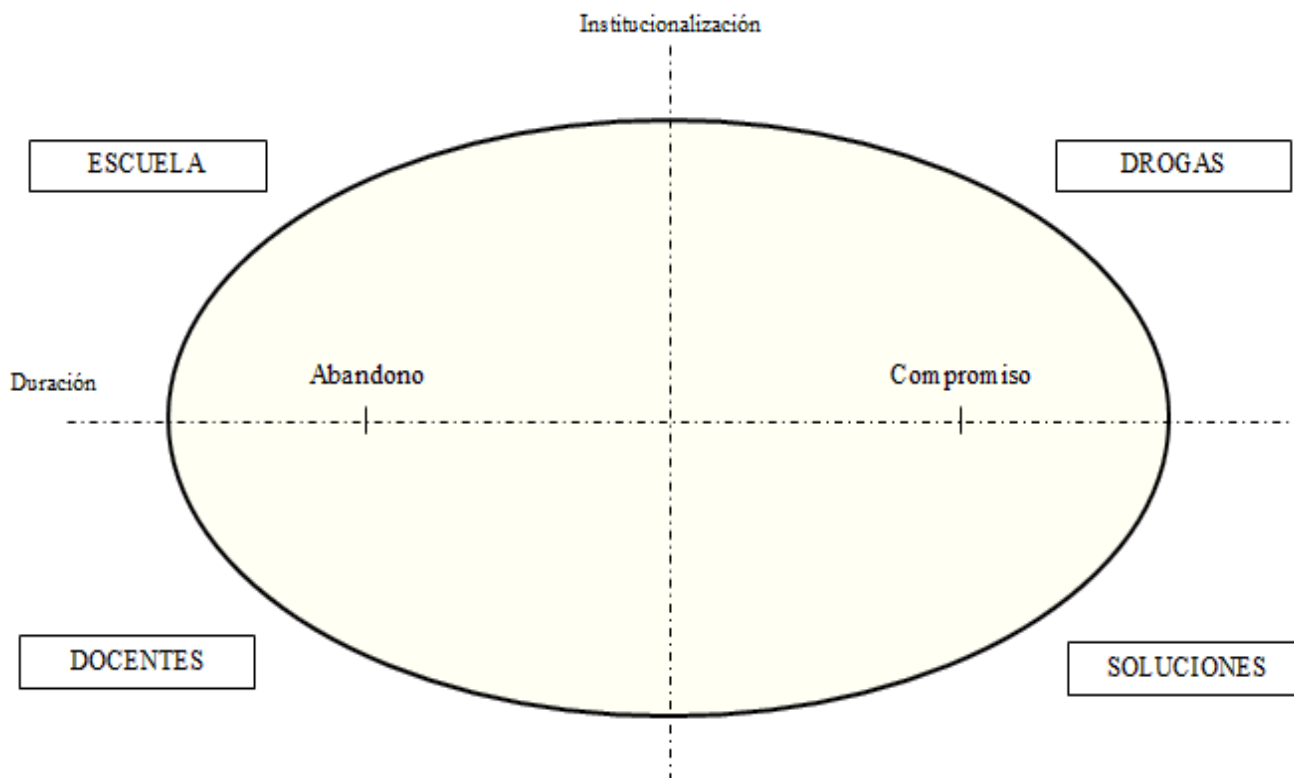 Institucionalización
ESCUELA
DROGAS
Duración
Abandono
Compromiso
DOCENTES
SOLUCIONES